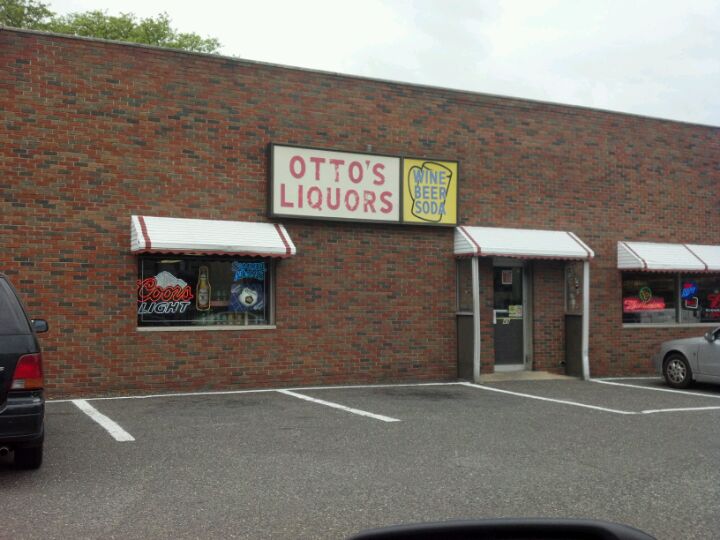 OTTO'S
LIQUORS
WINE
BEER
SODA
Coors
LIGHT